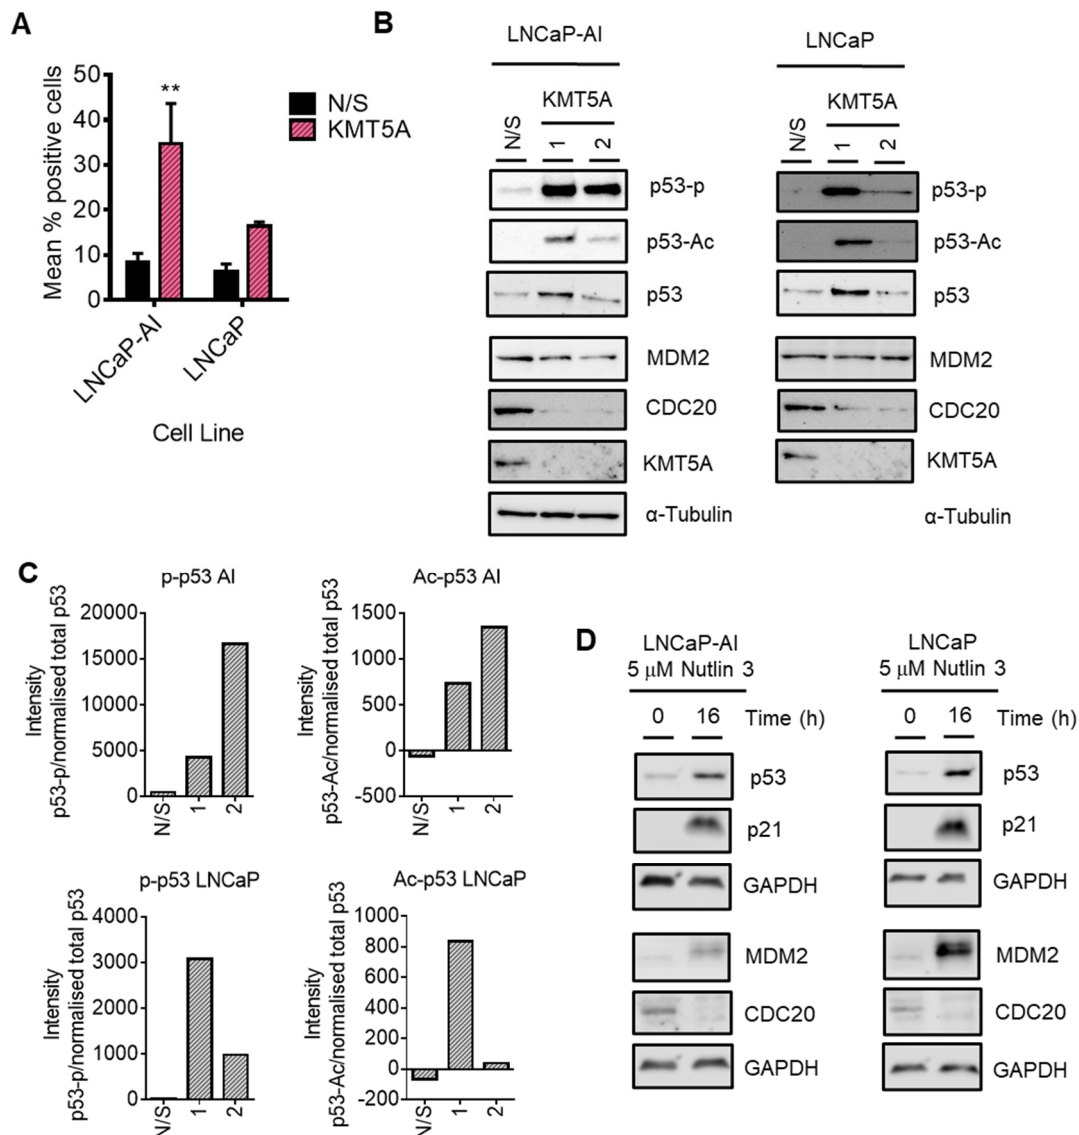 A
Mean % positive cells
50
40
30
20
10
0
**
N/S
KMT5A
LNCaP-AI
LNCaP
Cell Line
B
LNCaP-AI
KMT5A
N/S
1
2
p53-p
p53-Ac
p53
MDM2
CDC20
KMT5A
α-Tubulin
LNCaP
KMT5A
N/S
1
2
p53-p
p53-Ac
p53
MDM2
CDC20
KMT5A
α-Tubulin
C
p-p53 AI
Intensity
p53-p/normalised total p53
20000
15000
10000
5000
0
N/S
1
2
Ac-p53 AI
Intensity
p53-Ac/normalised total p53
1500
1000
500
0
-500
N/S
1
2
p-p53 LNCaP
Intensity
p53-p/normalised total p53
4000
3000
2000
1000
0
N/S
1
2
Ac-p53 LNCaP
Intensity
p53-Ac/normalised total p53
1000
800
600
400
200
0
-200
N/S
1
2
D
LNCaP-AI
5 μM Nutlin 3
0 16 Time (h)
p53
p21
GAPDH
MDM2
CDC20
GAPDH
LNCaP
5 μM Nutlin 3
0 16 Time (h)
p53
p21
GAPDH
MDM2
CDC20
GAPDH